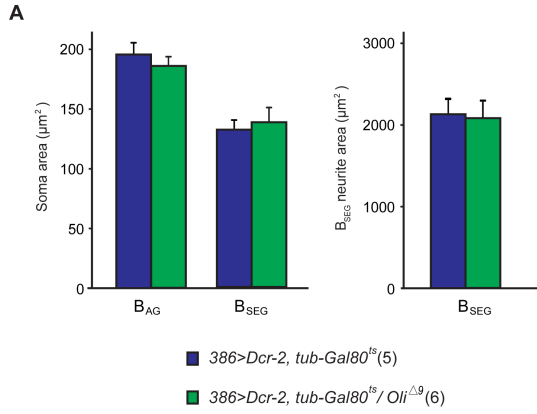 A
Soma area (µm²)
200
150
100
50
0
B_AG B_SEG
B_SEG neurite area (µm²)
3000
2000
1000
0
B_SEG
386>Dcr-2, tub-Gal80^ts(5)
386>Dcr-2, tub-Gal80^ts/ Oli^△9(6)